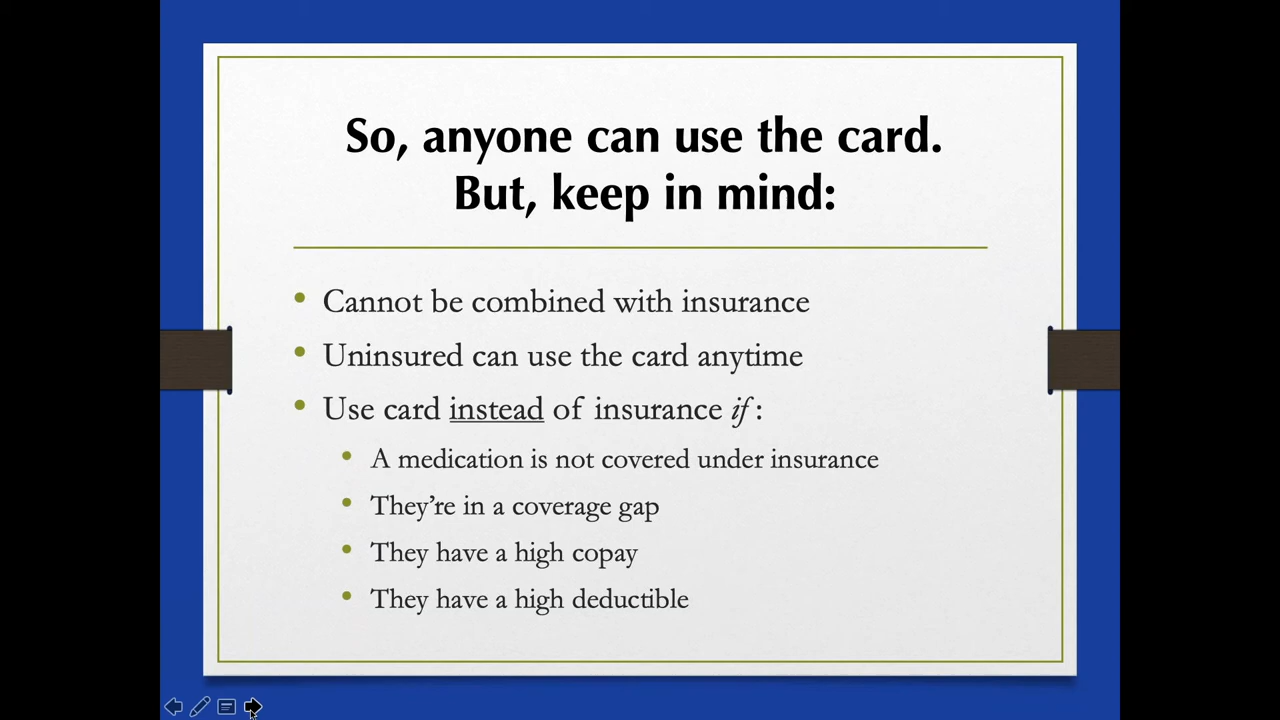 So, anyone can use the card.
But, keep in mind:
• Cannot be combined with insurance
• Uninsured can use the card anytime
• Use card instead of insurance if :
• A medication is not covered under insurance
• They’re in a coverage gap
• They have a high copay
• They have a high deductible